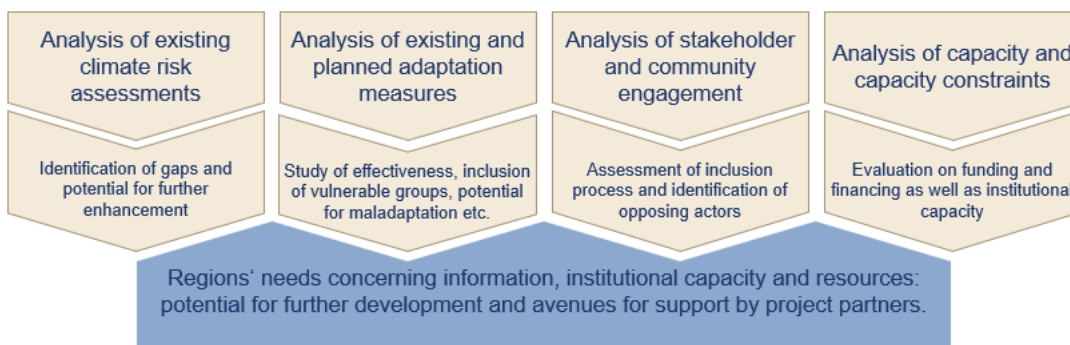 Analysis of existing
climate risk
assessments
Analysis of existing and
planned adaptation
measures
Analysis of stakeholder
and community
engagement
Analysis of capacity and
capacity constraints
Identification of gaps and
potential for further
enhancement
Study of effectiveness, inclusion
of vulnerable groups, potential
for maladaptation etc.
Assessment of inclusion
process and identification of
opposing actors
Evaluation on funding and
financing as well as institutional
capacity
Regions‘ needs concerning information, institutional capacity and resources:
potential for further development and avenues for support by project partners.